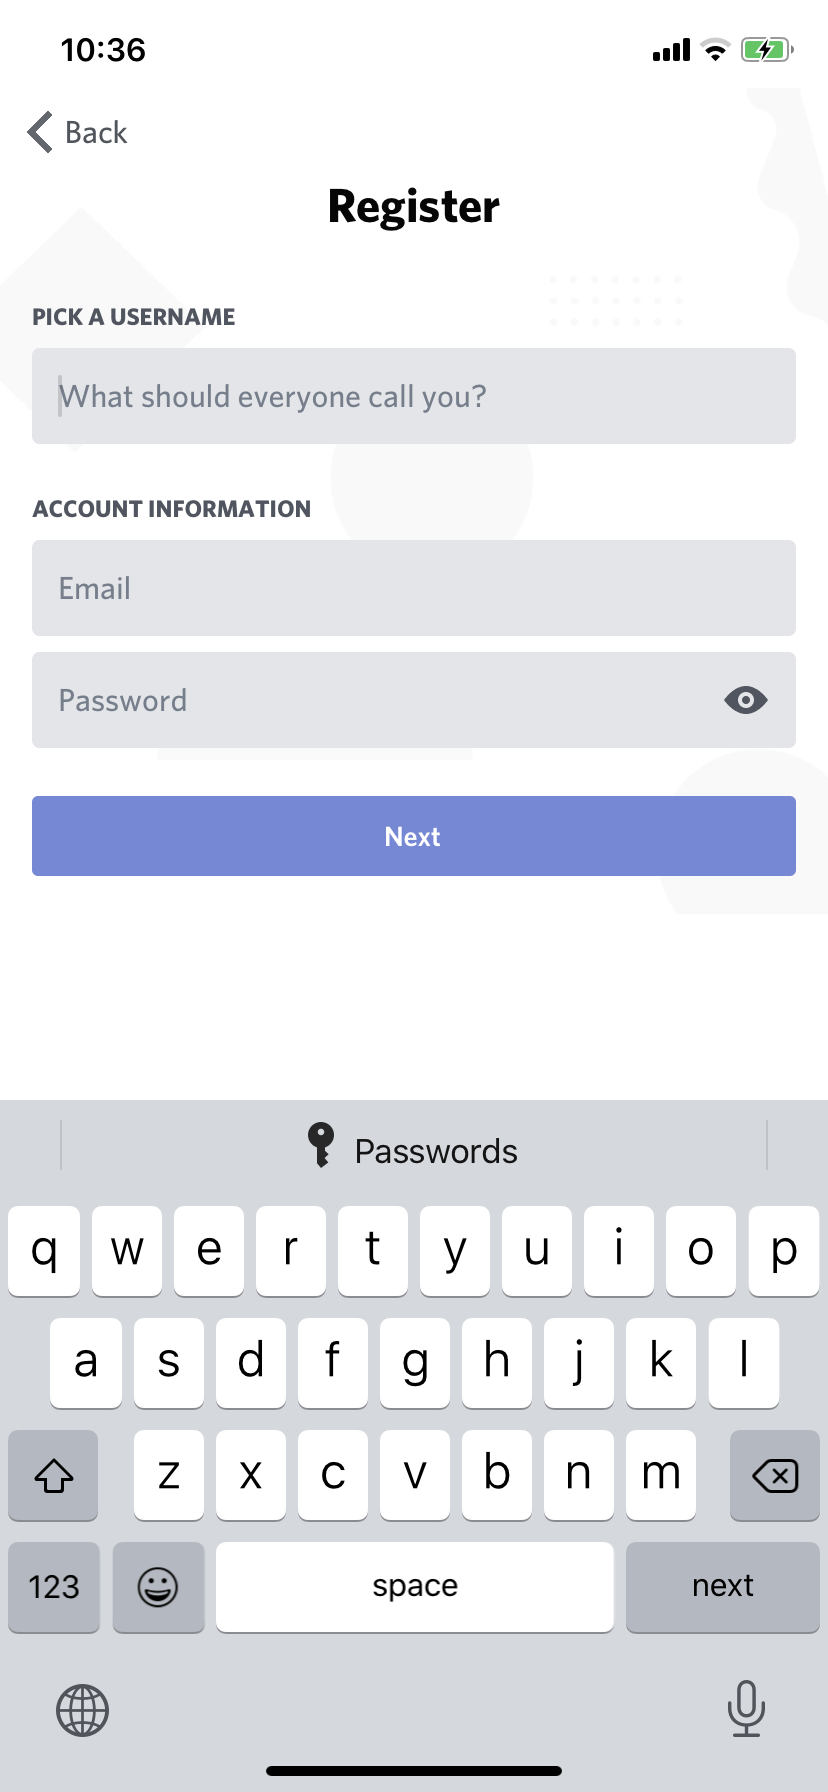 10:36
Back
Register
PICK A USERNAME
What should everyone call you?
ACCOUNT INFORMATION
Email
Password
Next
Passwords
q w e r t y u i o p
a s d f g h j k l
z x c v b n m
123 space next